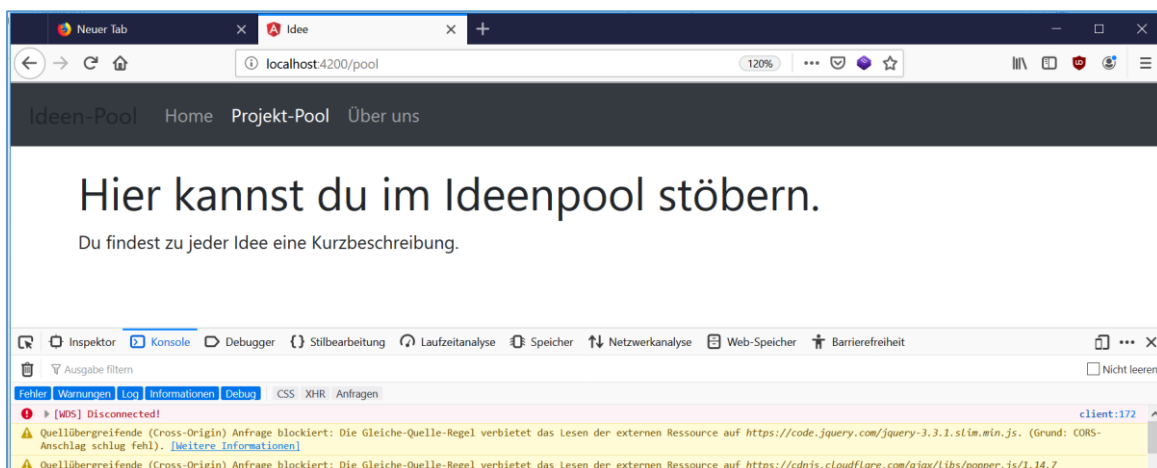 Neuer Tab
Idee
localhost:4200/pool
120%
Ideen-Pool Home Projekt-Pool Über uns
Hier kannst du im Ideenpool stöbern.
Du findest zu jeder Idee eine Kurzbeschreibung.
Inspektor Konsole Debugger Stilbearbeitung Laufzeitanalyse Speicher Netzwerkanalyse Web-Speicher Barrierefreiheit
Ausgabe filtern Nicht leeren
Fehler Warnungen Log Informationen Debug CSS XHR Anfragen
[WDS] Disconnected! client:172
Quellübergreifende (Cross-Origin) Anfrage blockiert: Die Gleiche-Quelle-Regel verbietet das Lesen der externen Ressource auf https://code.jquery.com/jquery-3.3.1.slim.min.js. (Grund: CORS-
Anschlag schlug fehl). [Weitere Informationen]
Quellübergreifende (Cross-Origin) Anfrage blockiert: Die Gleiche-Quelle-Regel verbietet das Lesen der externen Ressource auf https://cdnjs.cloudflare.com/ajax/libs/popper.js/1.14.7